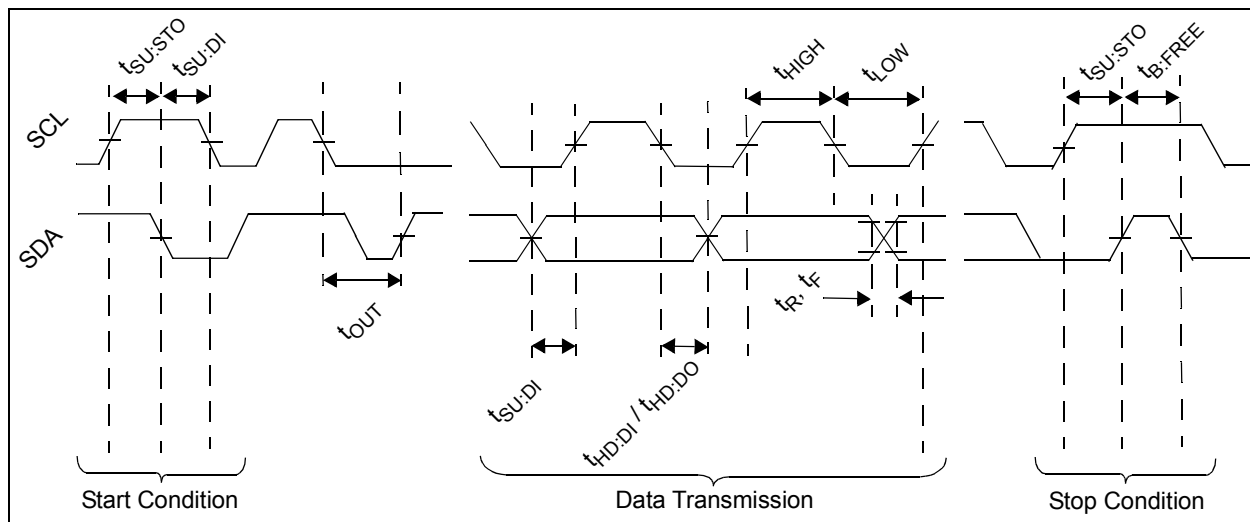 tSU:STO
tSU:DI
tHIGH
tLOW
tSU:STO
tB:FREE
SCL
SDA
tOUT
tR, tF
tSU:DI
tHD:DI / tHD:DO
Start Condition
Data Transmission
Stop Condition